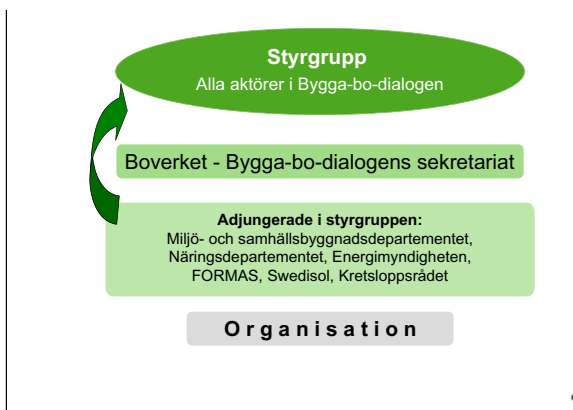 Styrgrupp
Alla aktörer i Bygga-bo-dialogen
Boverket - Bygga-bo-dialogens sekretariat
Adjungerade i styrgruppen:
Miljö- och samhällsbyggnadsdepartementet,
Näringsdepartementet, Energimyndigheten,
FORMAS, Swedisol, Kretsloppsrådet
Organisation